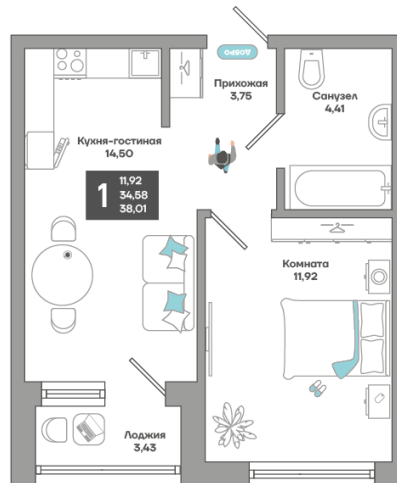 ДОБРО
Прихожая
3,75
Санузел
4,41
Кухня-гостиная
14,50
1
11,92
34,58
38,01
Комната
11,92
Лоджия
3,43